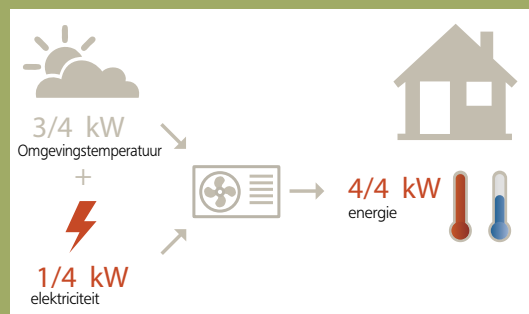 3/4 kW
Omgevingstemperatuur
+
1/4 kW
elektriciteit
4/4 kW
energie